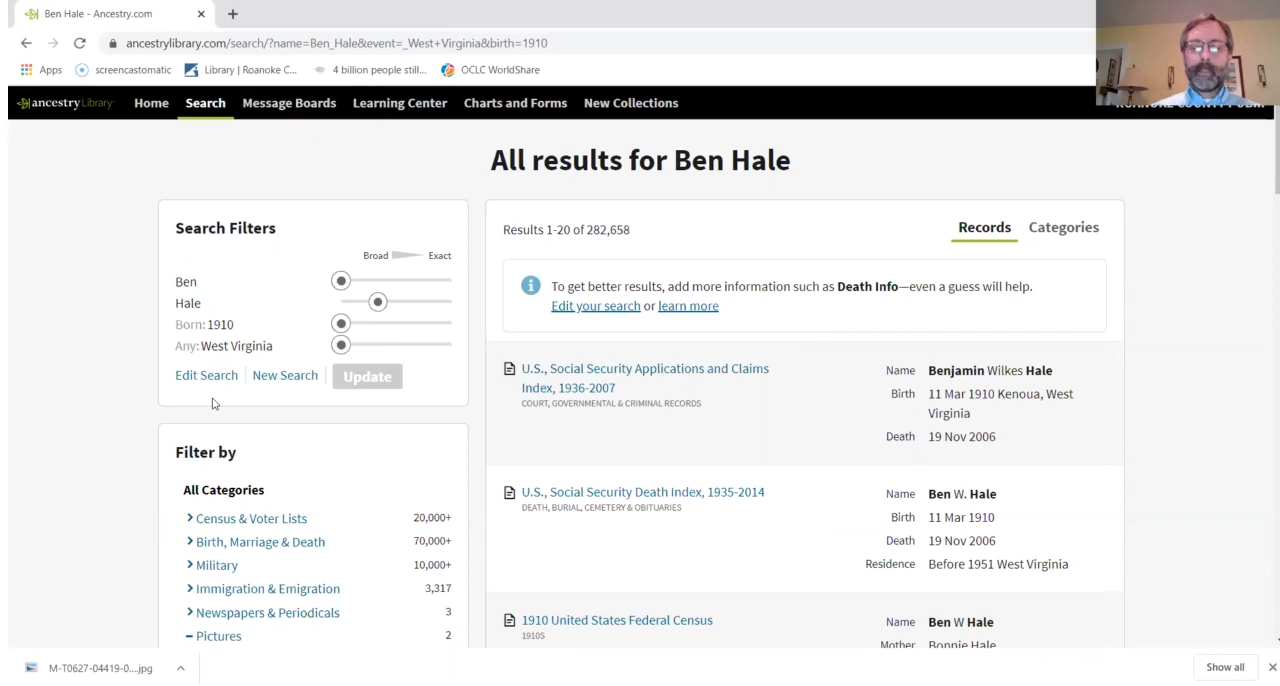 Ben Hale - Ancestry.com
ancestrylibrary.com/search/?name=Ben_Hale&event=_West+Virginia&birth=1910
Apps screencastomatic Library | Roanoke C... 4 billion people still... OCLC WorldShare
ancestryLibrary Home Search Message Boards Learning Center Charts and Forms New Collections
All results for Ben Hale
Search Filters
Broad Exact
Ben
Hale
Born: 1910
Any: West Virginia
Edit Search New Search Update
Filter by
All Categories
Census & Voter Lists 20,000+
Birth, Marriage & Death 70,000+
Military 10,000+
Immigration & Emigration 3,317
Newspapers & Periodicals 3
Pictures 2
Results 1-20 of 282,658 Records Categories
To get better results, add more information such as Death Info—even a guess will help.
Edit your search or learn more
U.S., Social Security Applications and Claims
Index, 1936-2007
COURT, GOVERNMENTAL & CRIMINAL RECORDS
Name Benjamin Wilkes Hale
Birth 11 Mar 1910 Kenoua, West
Virginia
Death 19 Nov 2006
U.S., Social Security Death Index, 1935-2014
DEATH, BURIAL, CEMETERY & OBITUARIES
Name Ben W. Hale
Birth 11 Mar 1910
Death 19 Nov 2006
Residence Before 1951 West Virginia
1910 United States Federal Census
1910S
Name Ben W Hale
Mother Bonnie Hale
M-T0627-04419-0....jpg
Show all